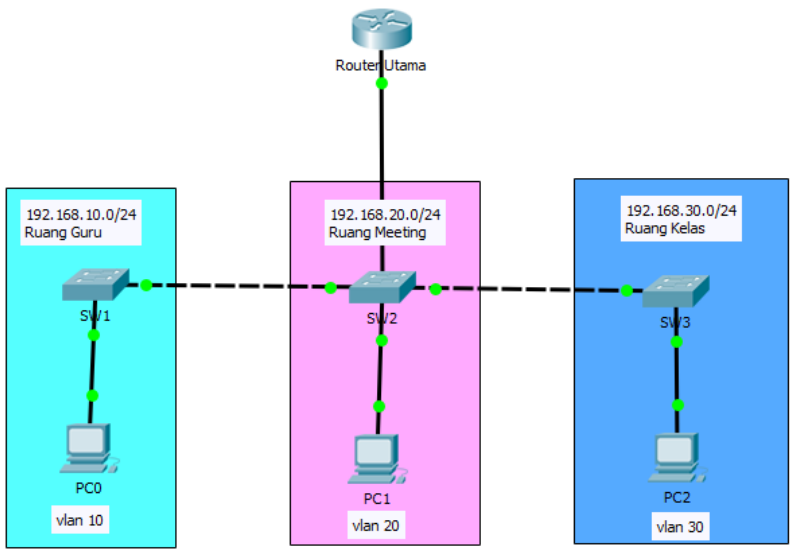 Router Utama
192.168.10.0/24
Ruang Guru
192.168.20.0/24
Ruang Meeting
192.168.30.0/24
Ruang Kelas
SW1
SW2
SW3
PC0
PC1
PC2
vlan 10
vlan 20
vlan 30